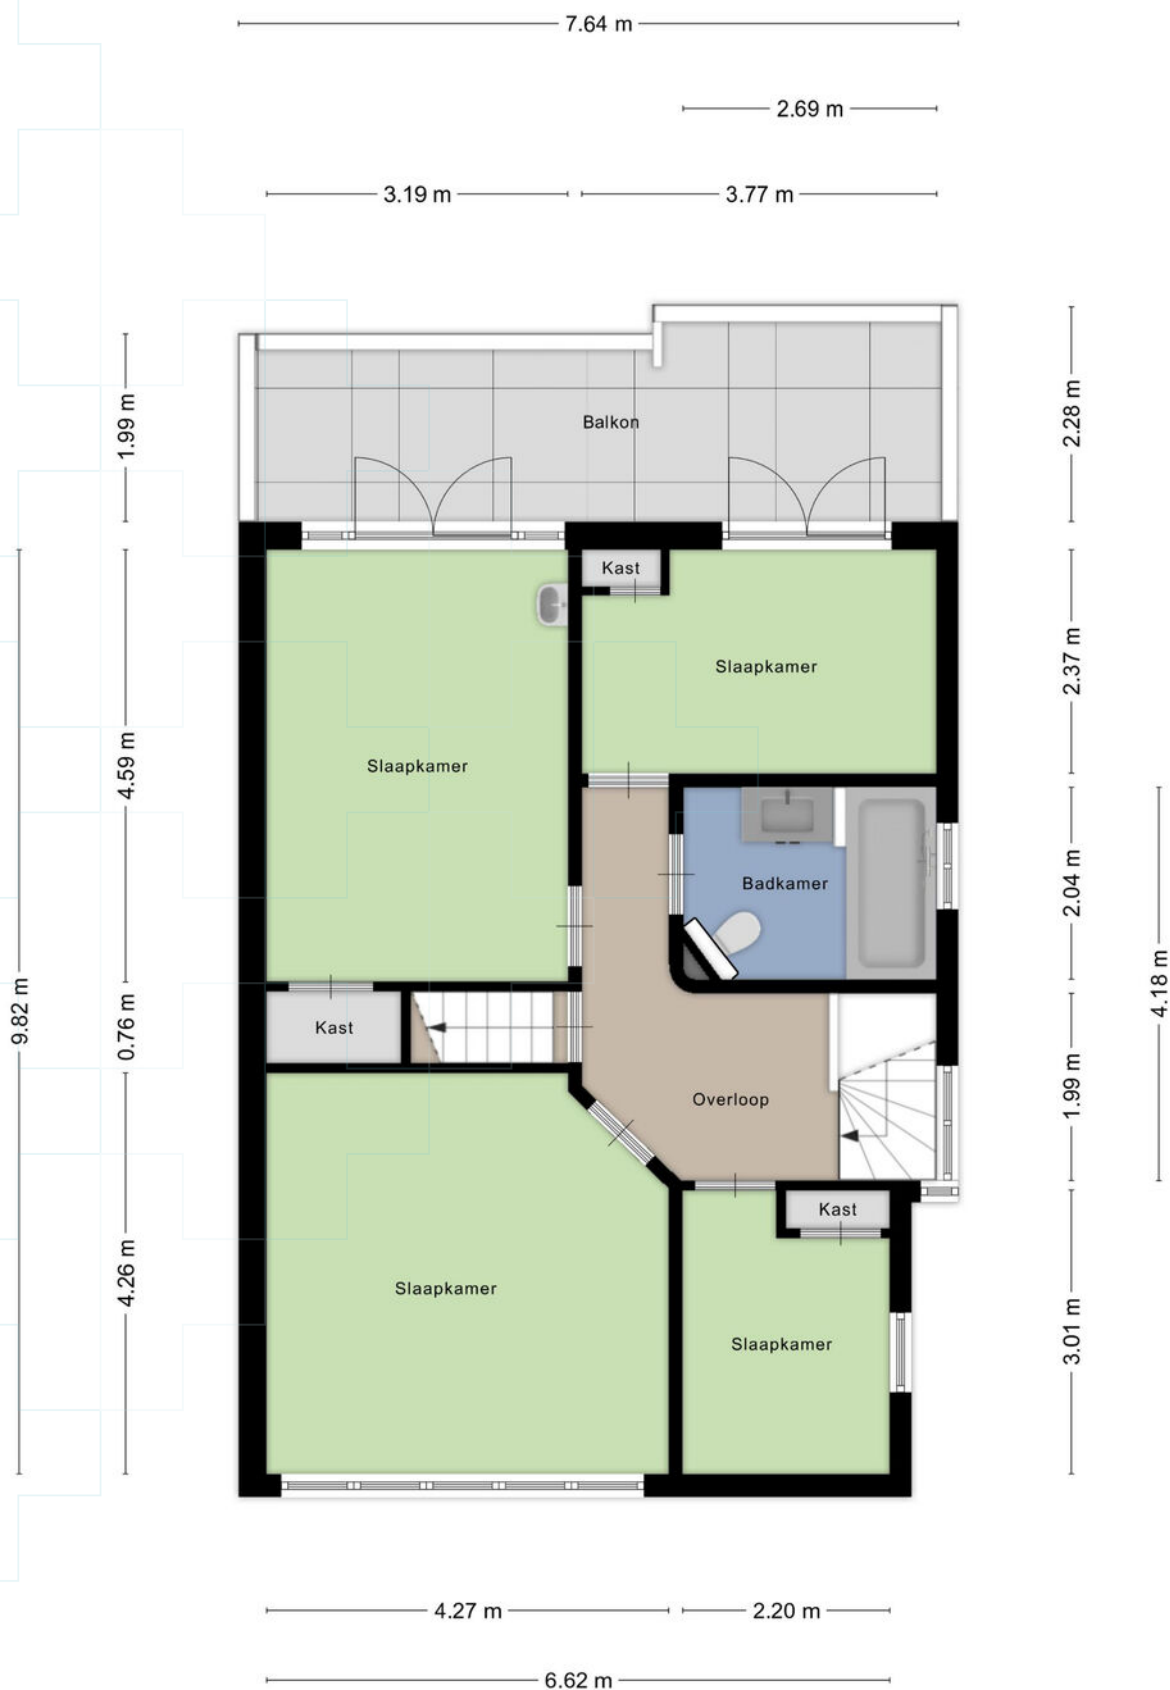 7.64 m
2.69 m
3.19 m
3.77 m
1.99 m
2.28 m
Balkon
Kast
Slaapkamer
2.37 m
Slaapkamer
4.59 m
Badkamer
2.04 m
9.82 m
0.76 m
Kast
4.18 m
Overloop
1.99 m
Kast
Slaapkamer
4.26 m
Slaapkamer
3.01 m
4.27 m
2.20 m
6.62 m